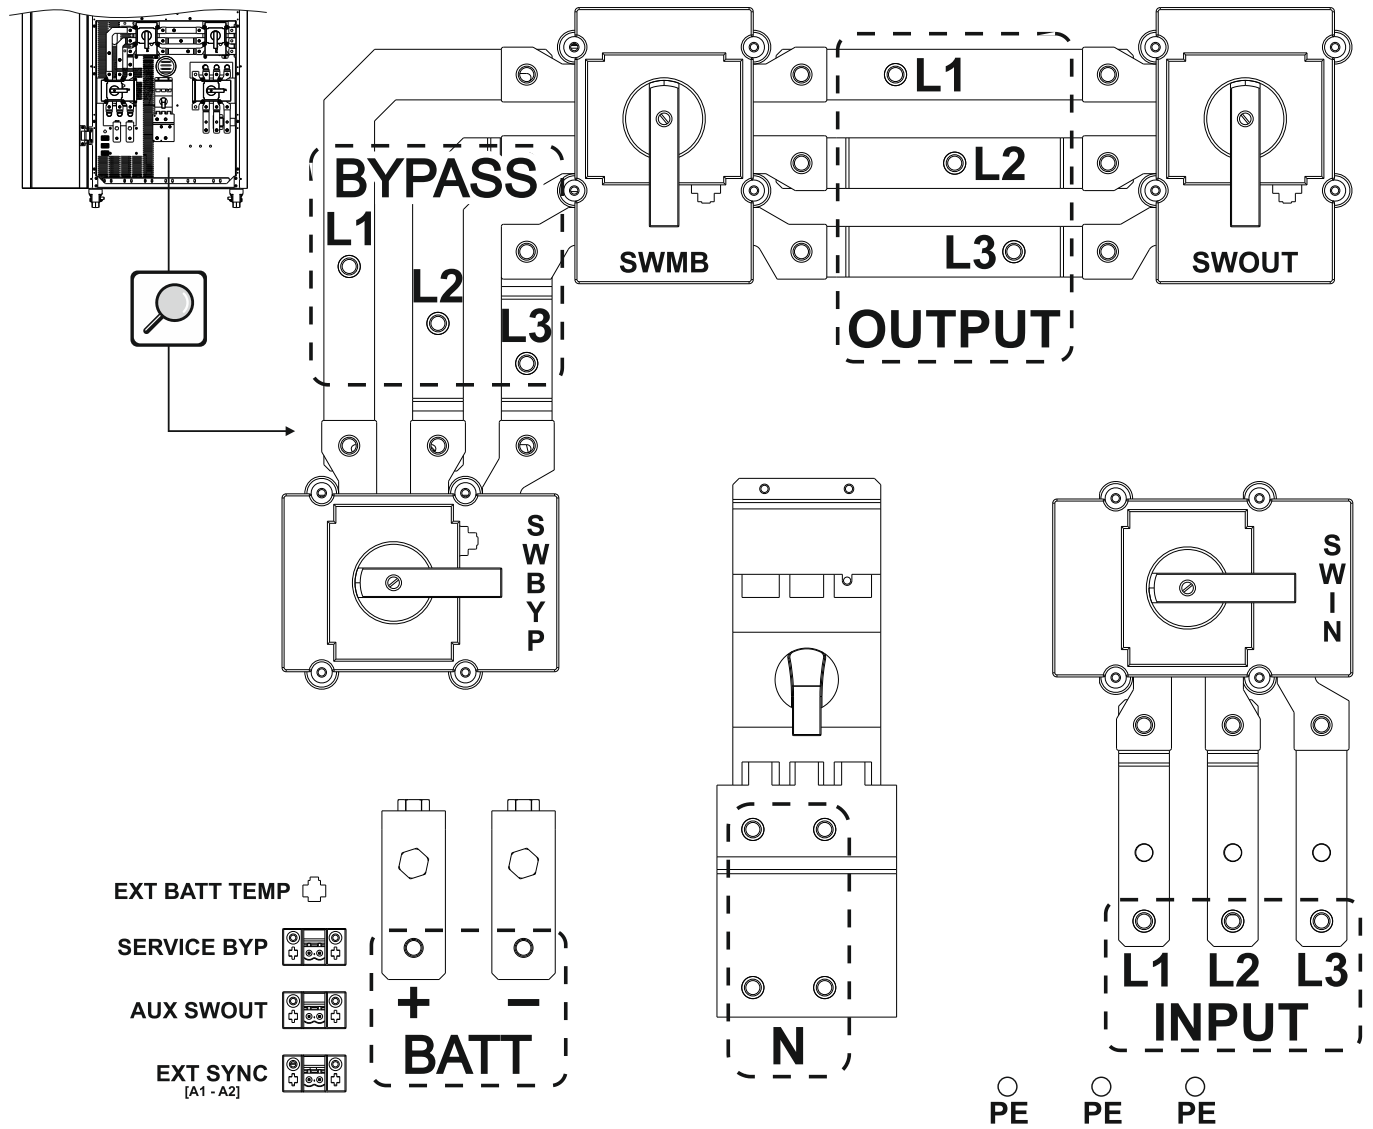 L1
L2
BYPASS
L1
L2
L3
L3
SWMB
SWOUT
OUTPUT
S
W
B
Y
P
S
W
I
N
EXT BATT TEMP
SERVICE BYP
AUX SWOUT
EXT SYNC
[A1 - A2]
+ −
BATT
N
L1 L2 L3
INPUT
PE PE PE